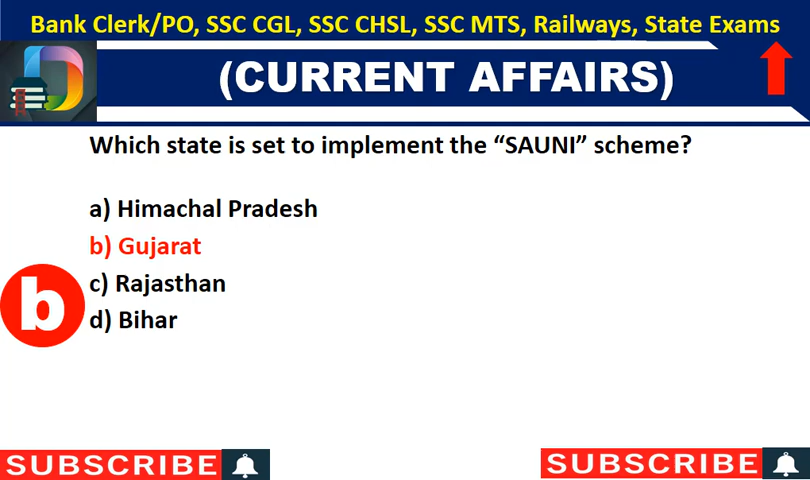 Bank Clerk/PO, SSC CGL, SSC CHSL, SSC MTS, Railways, State Exams
(CURRENT AFFAIRS)
Which state is set to implement the “SAUNI” scheme?
a) Himachal Pradesh
b) Gujarat
c) Rajasthan
b
d) Bihar
SUBSCRIBE
SUBSCRIBE